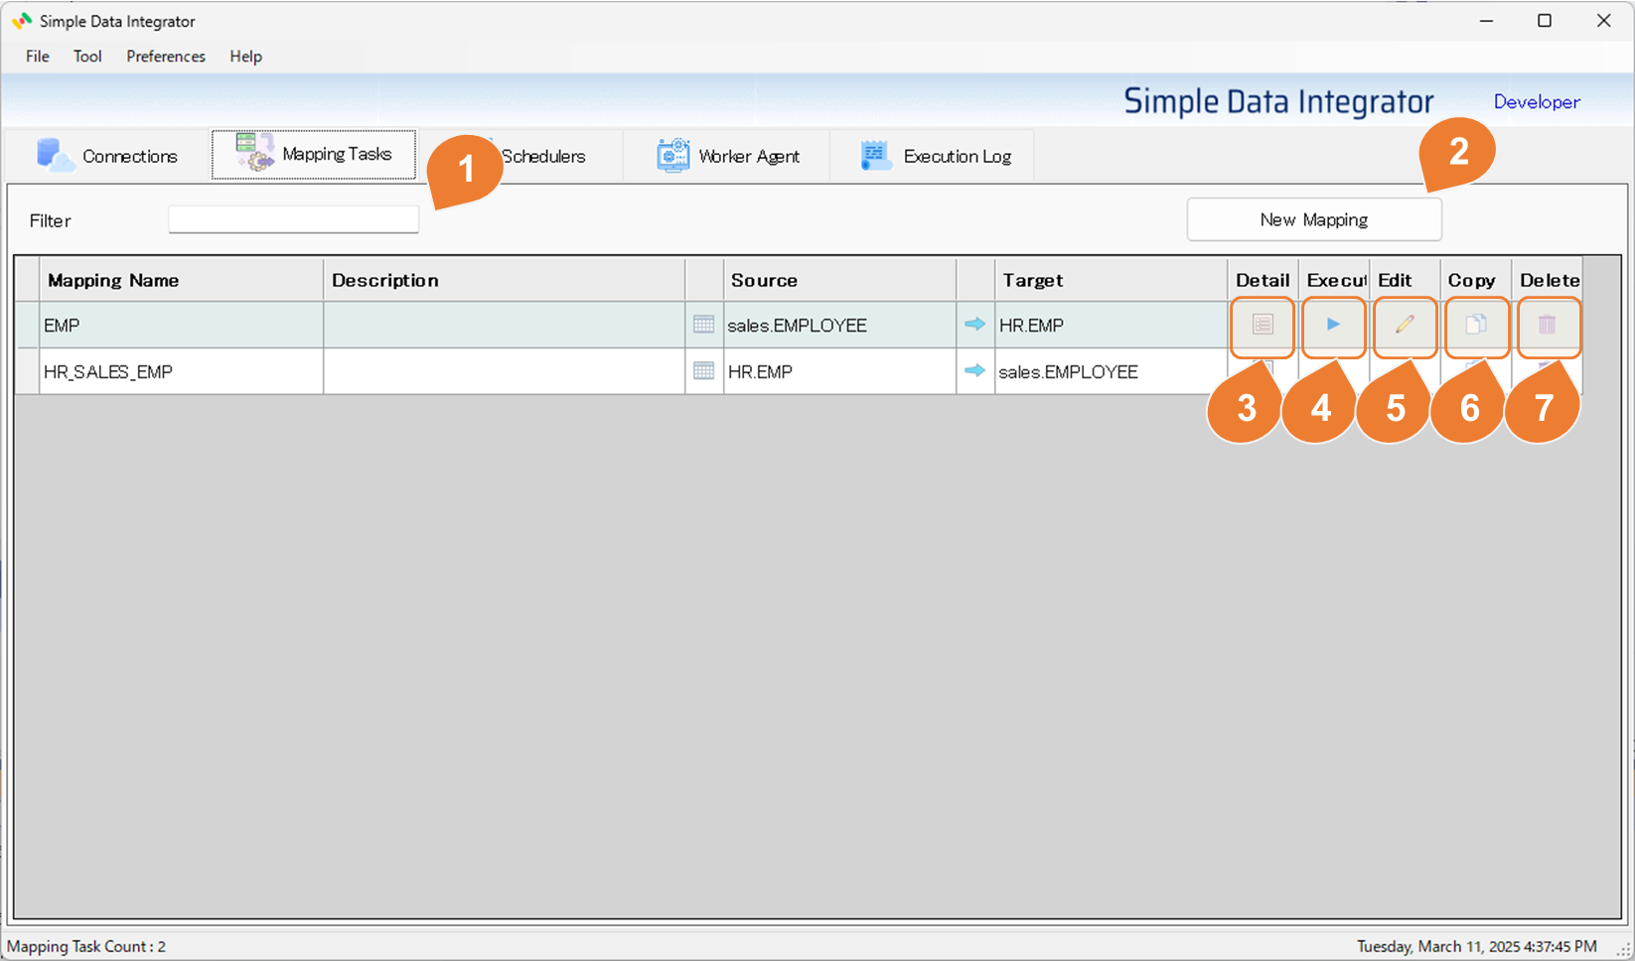 Simple Data Integrator
File Tool Preferences Help
Simple Data Integrator Developer
Connections Mapping Tasks 1 Schedulers Worker Agent Execution Log 2
Filter New Mapping
Mapping Name Description Source Target Detail Execut Edit Copy Delete
EMP sales.EMPLOYEE HR.EMP
HR_SALES_EMP HR.EMP sales.EMPLOYEE
3 4 5 6 7
Mapping Task Count : 2 Tuesday, March 11, 2025 4:37:45 PM